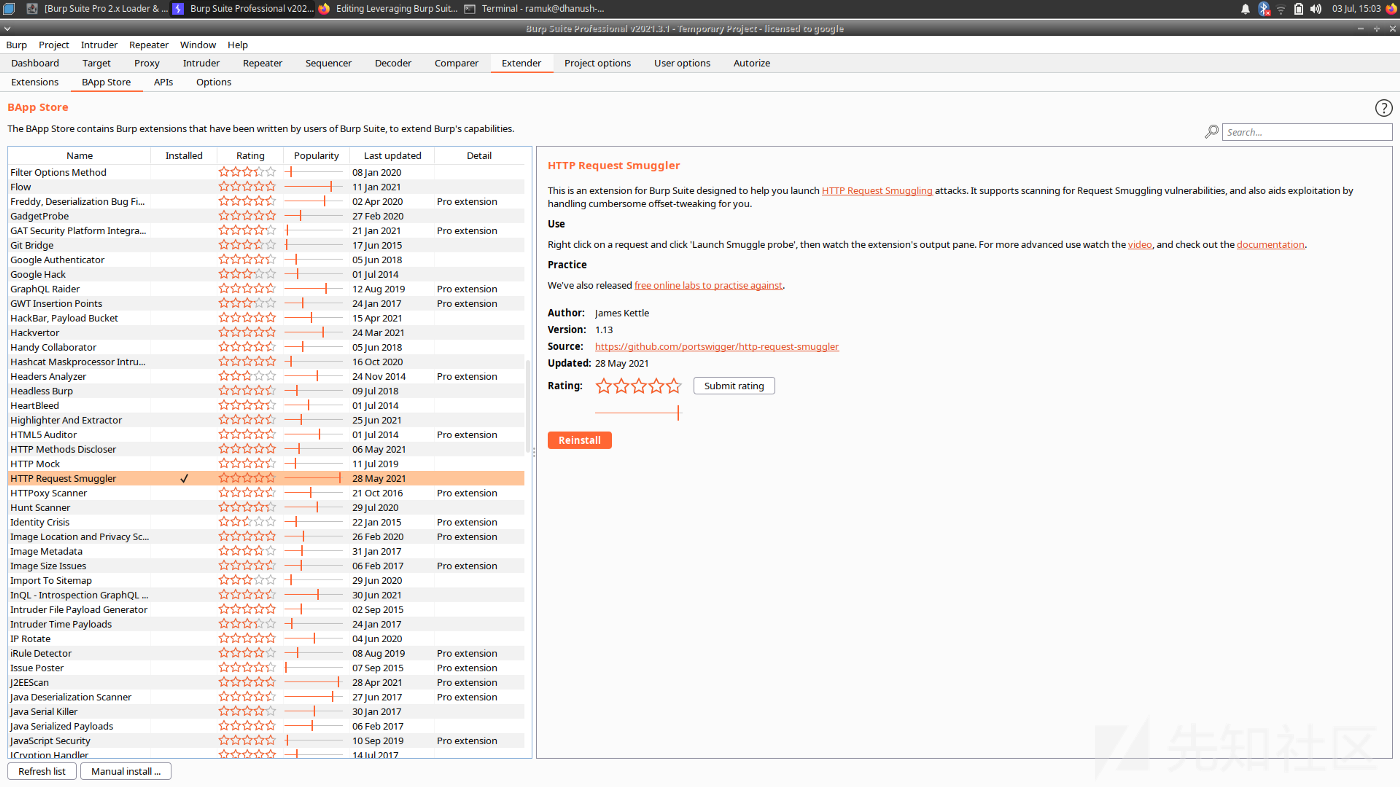 [Burp Suite Pro 2.x Loader & ... Burp Suite Professional v202... Editing Leveraging Burp Suit... Terminal - ramuk@dhanush-... 03 Jul, 15:03
Burp Suite Professional v2021.3.1 - Temporary Project - licensed to google
Burp Project Intruder Repeater Window Help
Dashboard Target Proxy Intruder Repeater Sequencer Decoder Comparer Extender Project options User options Autorize
Extensions BApp Store APIs Options
BApp Store
The BApp Store contains Burp extensions that have been written by users of Burp Suite, to extend Burp's capabilities.
Search...
Name Installed Rating Popularity Last updated Detail
Filter Options Method 08 Jan 2020
Flow 11 Jan 2021
Freddy, Deserialization Bug Fi... 02 Apr 2020 Pro extension
GadgetProbe 27 Feb 2020
GAT Security Platform Integra... 21 Jan 2021 Pro extension
Git Bridge 17 Jun 2015
Google Authenticator 05 Jun 2018
Google Hack 01 Jul 2014
GraphQL Raider 12 Aug 2019 Pro extension
GWT Insertion Points 24 Jan 2017 Pro extension
HackBar, Payload Bucket 15 Apr 2021
Hackvertor 24 Mar 2021
Handy Collaborator 05 Jun 2018
Hashcat Maskprocessor Intru... 16 Oct 2020
Headers Analyzer 24 Nov 2014 Pro extension
Headless Burp 09 Jul 2018
HeartBleed 01 Jul 2014
Highlighter And Extractor 25 Jun 2021
HTML5 Auditor 01 Jul 2014 Pro extension
HTTP Methods Discloser 06 May 2021
HTTP Mock 11 Jul 2019
HTTP Request Smuggler ✓ 28 May 2021
HTTPoxy Scanner 21 Oct 2016 Pro extension
Hunt Scanner 29 Jul 2020
Identity Crisis 22 Jan 2015 Pro extension
Image Location and Privacy Sc... 26 Feb 2020 Pro extension
Image Metadata 31 Jan 2017
Image Size Issues 06 Feb 2017 Pro extension
Import To Sitemap 29 Jun 2020
InQL - Introspection GraphQL ... 30 Jun 2021
Intruder File Payload Generator 02 Sep 2015
Intruder Time Payloads 24 Jan 2017
IP Rotate 04 Jun 2020
iRule Detector 08 Aug 2019 Pro extension
Issue Poster 07 Sep 2015 Pro extension
J2EEScan 28 Apr 2021 Pro extension
Java Deserialization Scanner 27 Jun 2017 Pro extension
Java Serial Killer 30 Jan 2017
Java Serialized Payloads 06 Feb 2017
JavaScript Security 10 Sep 2019 Pro extension
JCryption Handler 14 Jul 2017
Refresh list Manual install ...
HTTP Request Smuggler
This is an extension for Burp Suite designed to help you launch HTTP Request Smuggling attacks. It supports scanning for Request Smuggling vulnerabilities, and also aids exploitation by
handling cumbersome offset-tweaking for you.
Use
Right click on a request and click 'Launch Smuggle probe', then watch the extension's output pane. For more advanced use watch the video, and check out the documentation.
Practice
We've also released free online labs to practise against.
Author: James Kettle
Version: 1.13
Source: https://github.com/portswigger/http-request-smuggler
Updated: 28 May 2021
Rating: Submit rating
Reinstall
先知社区